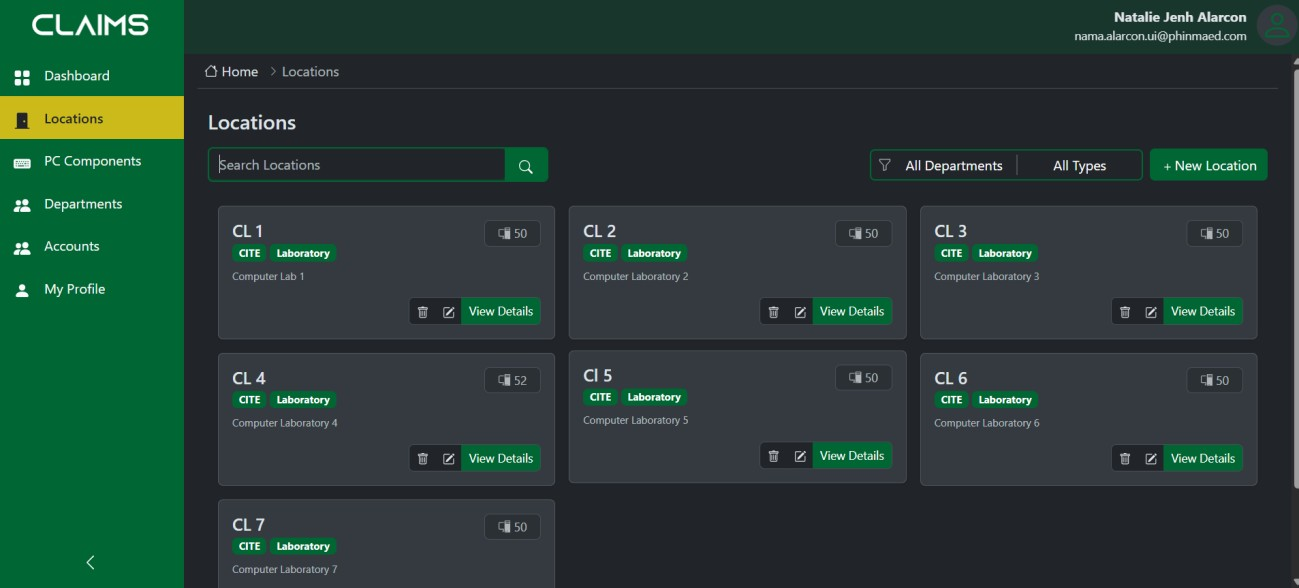 CLAIMS
Natalie Jenh Alarcon
nama.alarcon.ui@phinmaed.com
Dashboard
Locations
PC Components
Departments
Accounts
My Profile
Home > Locations
Locations
Search Locations
All Departments
All Types
+ New Location
CL 1
50
CITE Laboratory
Computer Lab 1
View Details
CL 2
50
CITE Laboratory
Computer Laboratory 2
View Details
CL 3
50
CITE Laboratory
Computer Laboratory 3
View Details
CL 4
52
CITE Laboratory
Computer Laboratory 4
View Details
Cl 5
50
CITE Laboratory
Computer Laboratory 5
View Details
CL 6
50
CITE Laboratory
Computer Laboratory 6
View Details
CL 7
50
CITE Laboratory
Computer Laboratory 7